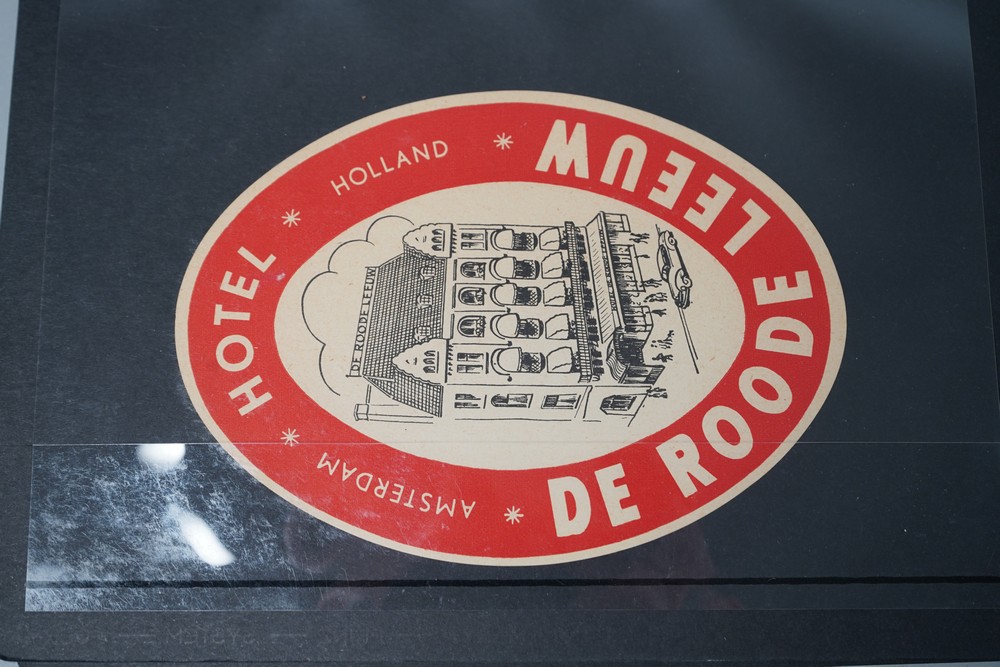 HOTEL
AMSTERDAM * HOLLAND
DE ROODE LEEUW
DE ROODE LEEUW